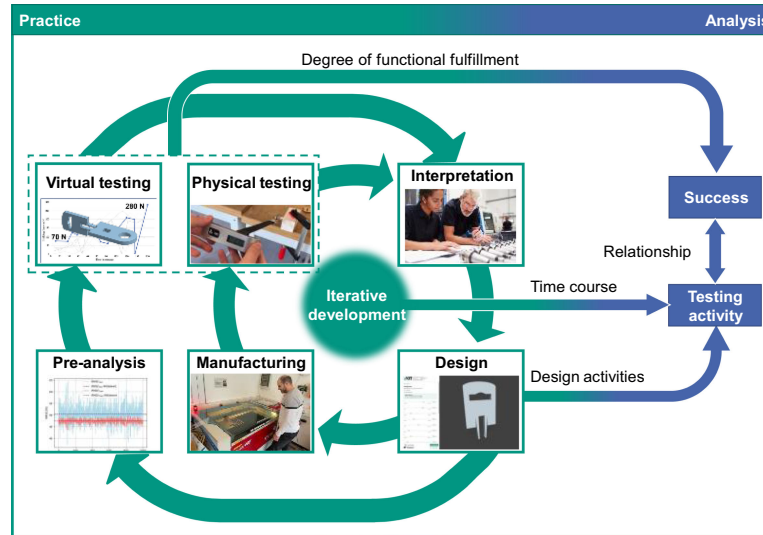 Practice
Analysis
Degree of functional fulfillment
Virtual testing
Physical testing
Interpretation
280 N
70 N
Success
Relationship
Iterative
development
Time course
Testing
activity
Pre-analysis
Manufacturing
Design
Design activities